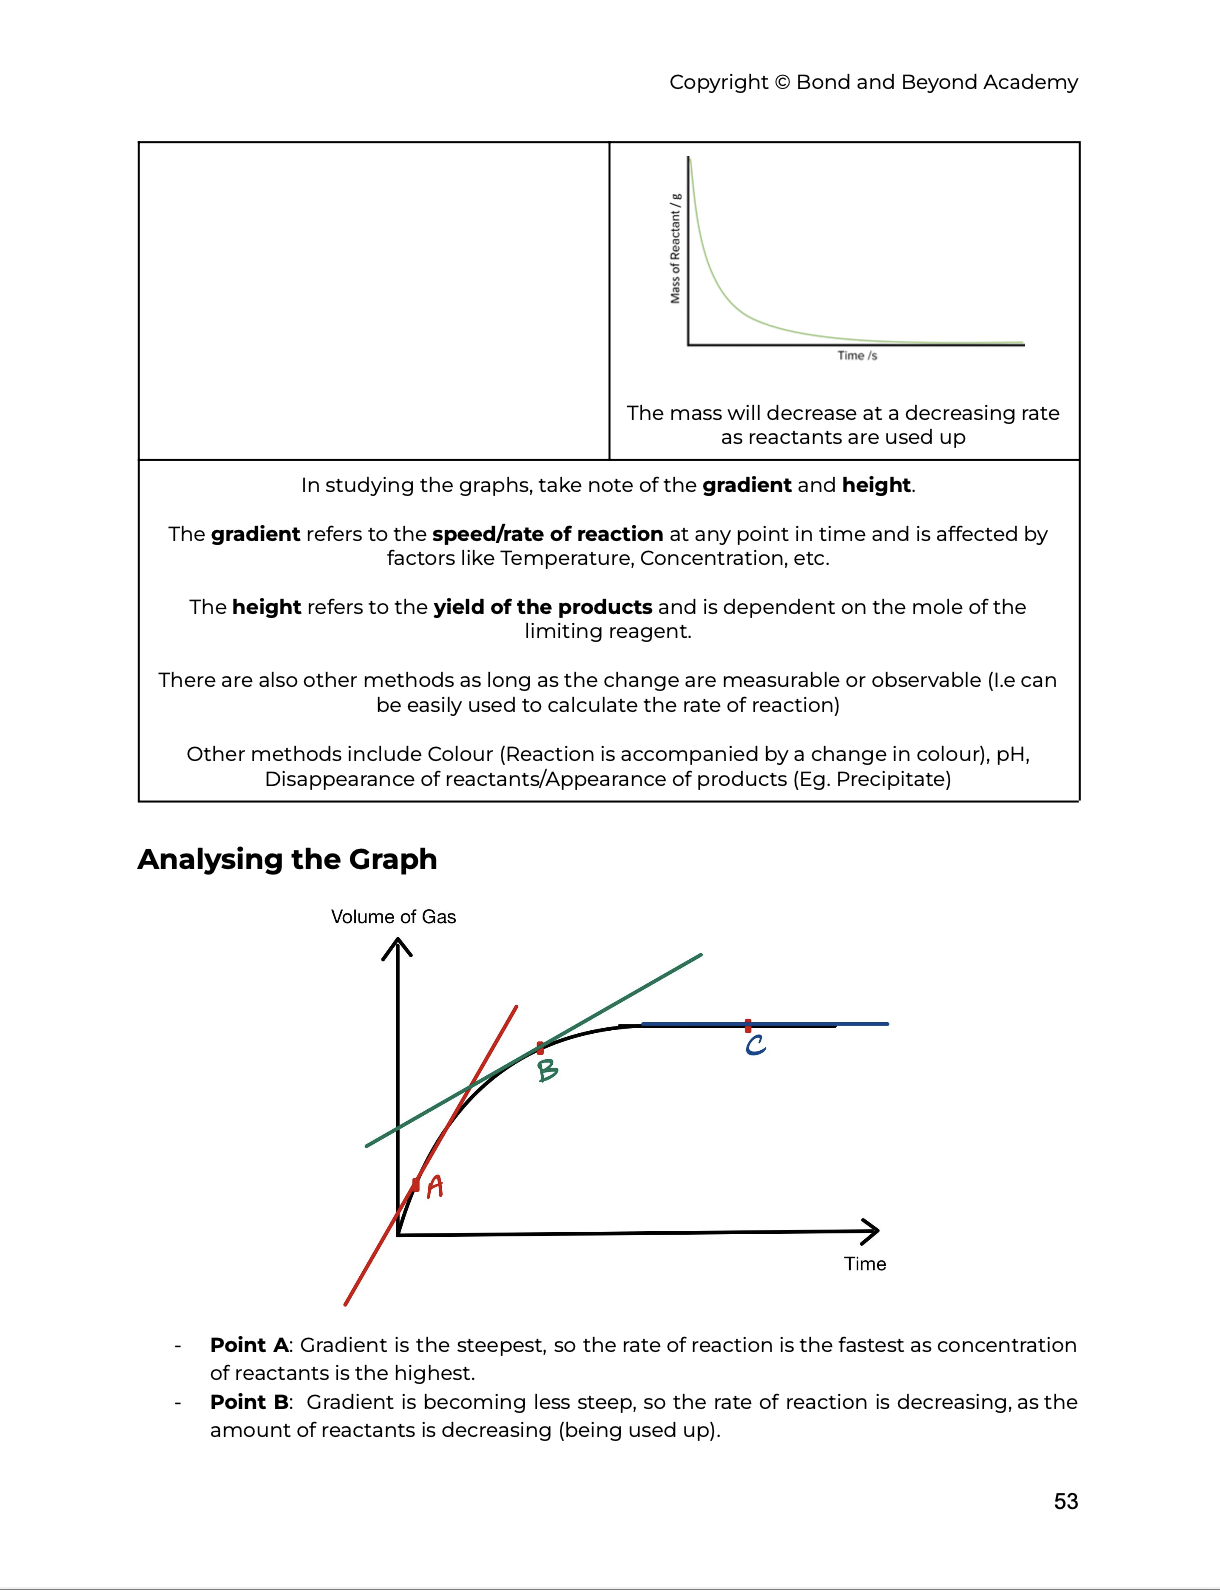 Copyright © Bond and Beyond Academy
Mass of Reactant / g
Time /s
The mass will decrease at a decreasing rate
as reactants are used up
In studying the graphs, take note of the gradient and height.
The gradient refers to the speed/rate of reaction at any point in time and is affected by
factors like Temperature, Concentration, etc.
The height refers to the yield of the products and is dependent on the mole of the
limiting reagent.
There are also other methods as long as the change are measurable or observable (I.e can
be easily used to calculate the rate of reaction)
Other methods include Colour (Reaction is accompanied by a change in colour), pH,
Disappearance of reactants/Appearance of products (Eg. Precipitate)
Analysing the Graph
Volume of Gas
C
B
A
Time
- Point A: Gradient is the steepest, so the rate of reaction is the fastest as concentration
of reactants is the highest.
- Point B: Gradient is becoming less steep, so the rate of reaction is decreasing, as the
amount of reactants is decreasing (being used up).
53